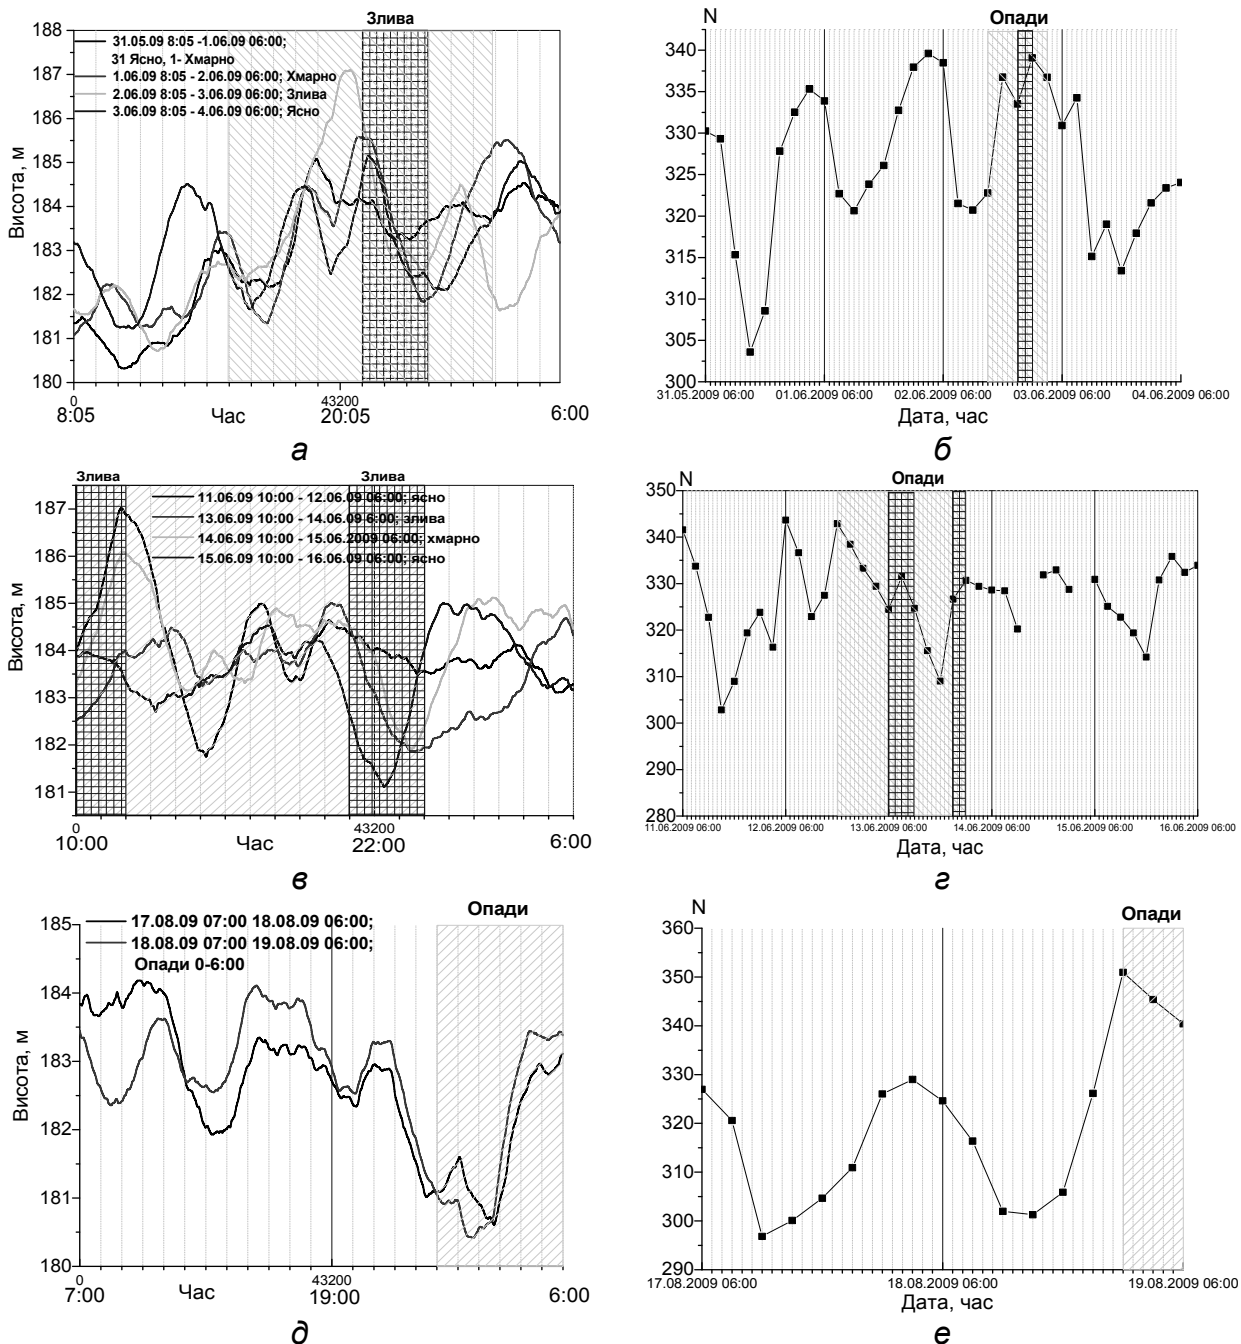 Злива
188
187
186
185
184
183
182
181
180
Висота, м
31.05.09 8:05 -1.06.09 06:00;
31 Ясно, 1- Хмарно
1.06.09 8:05 - 2.06.09 06:00; Хмарно
2.06.09 8:05 - 3.06.09 06:00; Злива
3.06.09 8:05 - 4.06.09 06:00; Ясно
0
43200
8:05
Час
20:05
6:00
а
N
Опади
340
335
330
325
320
315
310
305
300
31.05.2009 06:00
01.06.2009 06:00
02.06.2009 06:00
03.06.2009 06:00
04.06.2009 06:00
Дата, час
б
Злива
Злива
187
186
185
184
183
182
181
Висота, м
11.06.09 10:00 - 12.06.09 06:00; ясно
13.06.09 10:00 - 14.06.09 6:00; злива
14.06.09 10:00 - 15.06.2009 06:00; хмарно
15.06.09 10:00 - 16.06.09 06:00; ясно
0
43200
10:00
Час
22:00
6:00
в
N
Опади
350
340
330
320
310
300
290
280
11.06.2009 06:00
12.06.2009 06:00
13.06.2009 06:00
14.06.2009 06:00
15.06.2009 06:00
16.06.2009 06:00
Дата, час
г
Опади
185
184
183
182
181
180
Висота, м
17.08.09 07:00 18.08.09 06:00;
18.08.09 07:00 19.08.09 06:00;
Опади 0-6:00
0
43200
7:00
Час
19:00
6:00
д
N
Опади
360
350
340
330
320
310
300
290
17.08.2009 06:00
18.08.2009 06:00
19.08.2009 06:00
Дата, час
е